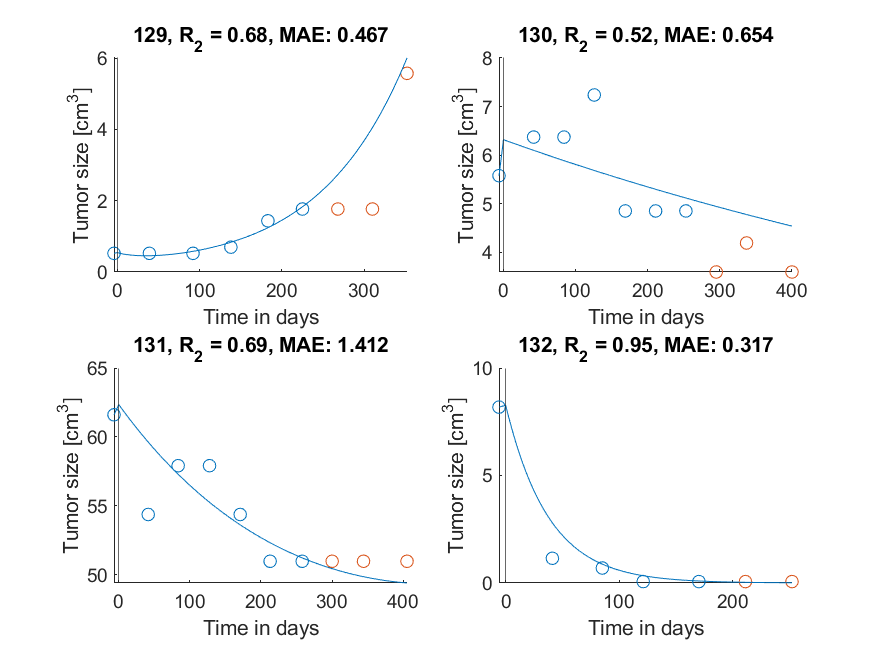 129, R2 = 0.68, MAE: 0.467
Tumor size [cm3]
6
4
2
0
0
100
200
300
Time in days
130, R2 = 0.52, MAE: 0.654
Tumor size [cm3]
8
7
6
5
4
0
100
200
300
400
Time in days
131, R2 = 0.69, MAE: 1.412
Tumor size [cm3]
65
60
55
50
0
100
200
300
400
Time in days
132, R2 = 0.95, MAE: 0.317
Tumor size [cm3]
10
5
0
0
100
200
Time in days